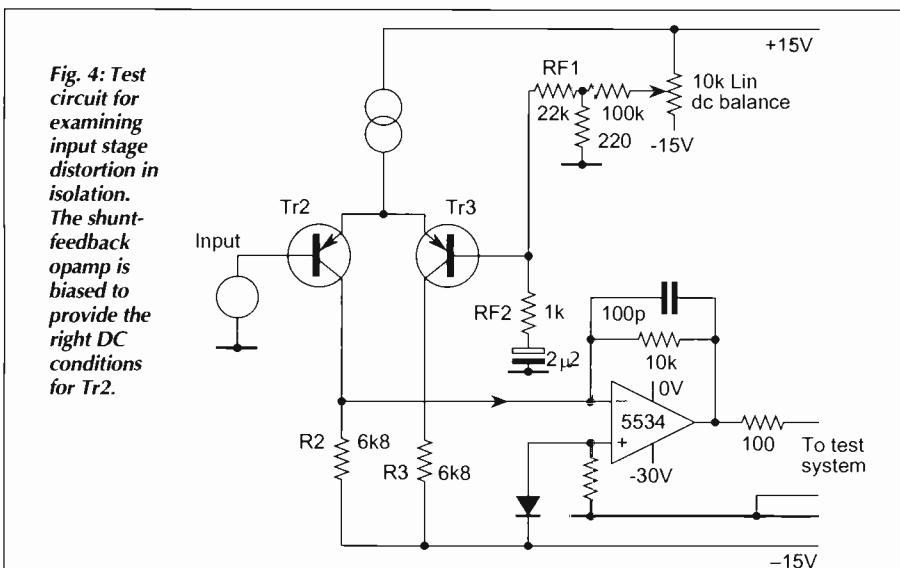 Fig. 4: Test
circuit for
examining
input stage
distortion in
isolation.
The shunt-
feedback
opamp is
biased to
provide the
right DC
conditions
for Tr2.
+15V
RF1
22k
100k
220
10k Lin
dc balance
-15V
Tr2
Tr3
Input
RF2
1k
2µ2
100p
10k
0V
5534
-
+
-30V
100
To test
system
R2
6k8
R3
6k8
–15V